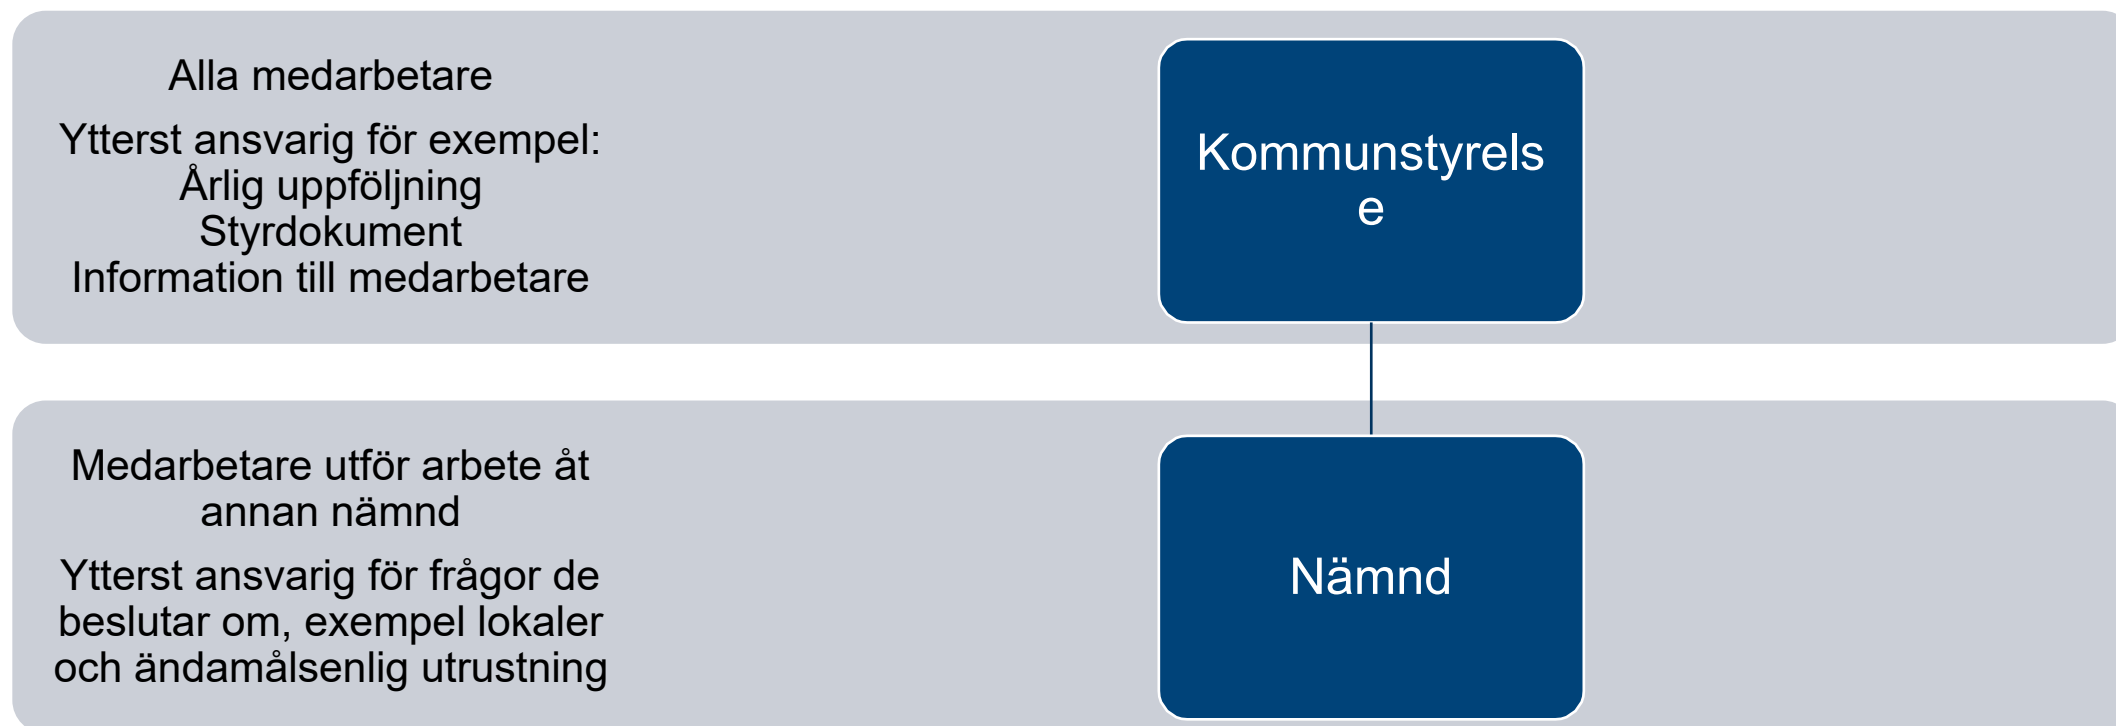 Alla medarbetare
Ytterst ansvarig för exempel:
Årlig uppföljning
Styrdokument
Information till medarbetare
Kommunstyrels
e
Medarbetare utför arbete åt
annan nämnd
Ytterst ansvarig för frågor de
beslutar om, exempel lokaler
och ändamålsenlig utrustning
Nämnd